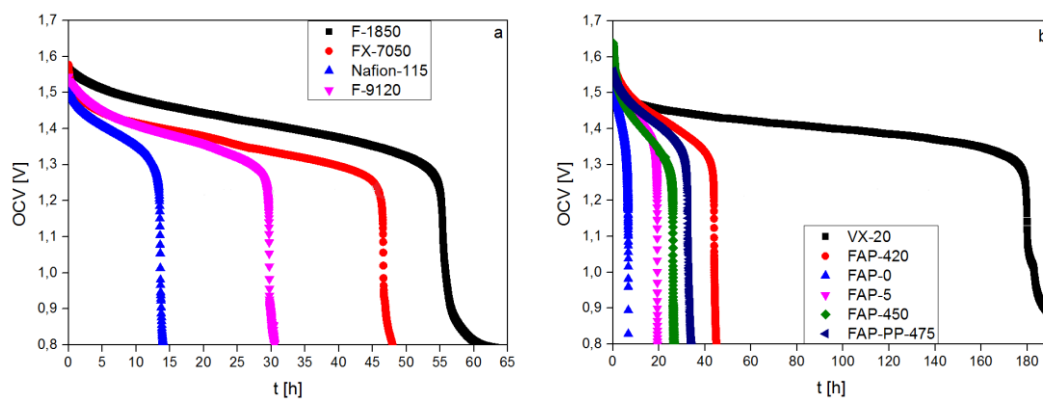 1,7
1,6
1,5
1,4
1,3
1,2
1,1
1,0
0,9
0,8
OCV [V]
a
F-1850
FX-7050
Nafion-115
F-9120
0 5 10 15 20 25 30 35 40 45 50 55 60 65
t [h]
1,7
1,6
1,5
1,4
1,3
1,2
1,1
1,0
0,9
0,8
OCV [V]
b
VX-20
FAP-420
FAP-0
FAP-5
FAP-450
FAP-PP-475
0 20 40 60 80 100 120 140 160
t [h]